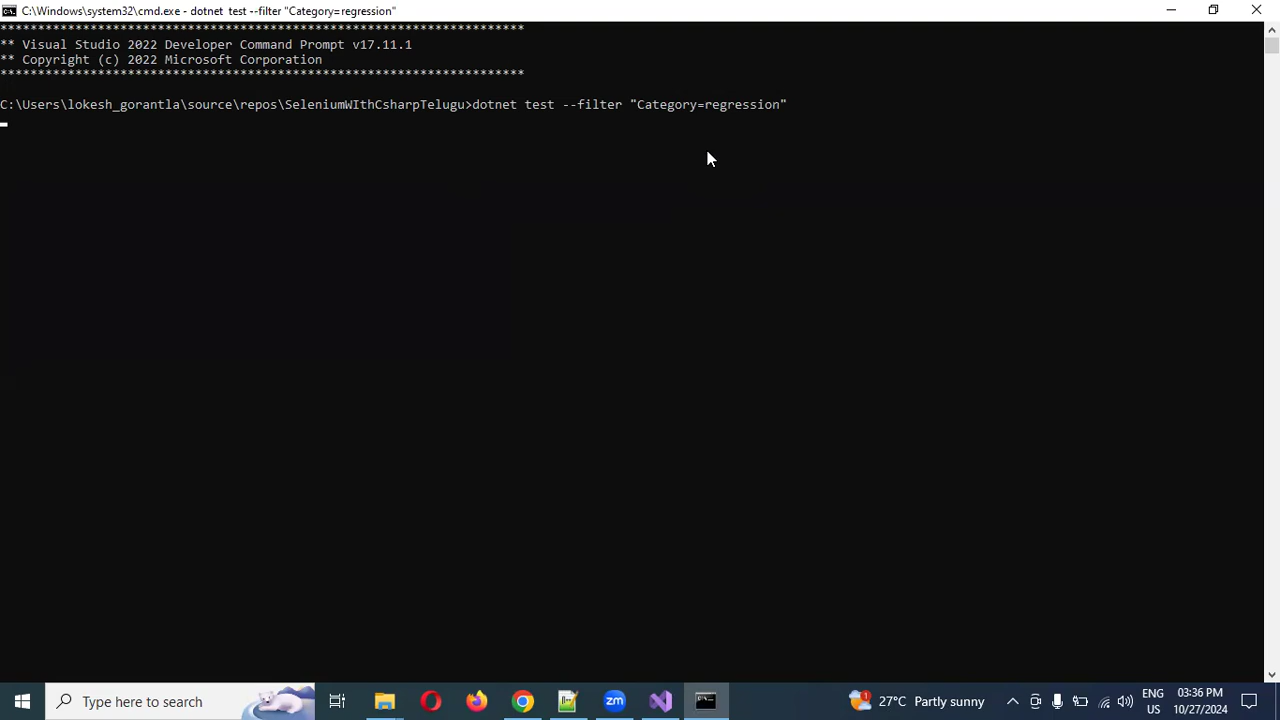 C:\Windows\system32\cmd.exe - dotnet  test --filter "Category=regression"
**********************************************************************
** Visual Studio 2022 Developer Command Prompt v17.11.1
** Copyright (c) 2022 Microsoft Corporation
**********************************************************************
C:\Users\lokesh_gorantla\source\repos\SeleniumWIthCsharpTelugu>dotnet test --filter "Category=regression"
Type here to search
zm
1
27°C Partly sunny
ENG
US
03:36 PM
10/27/2024